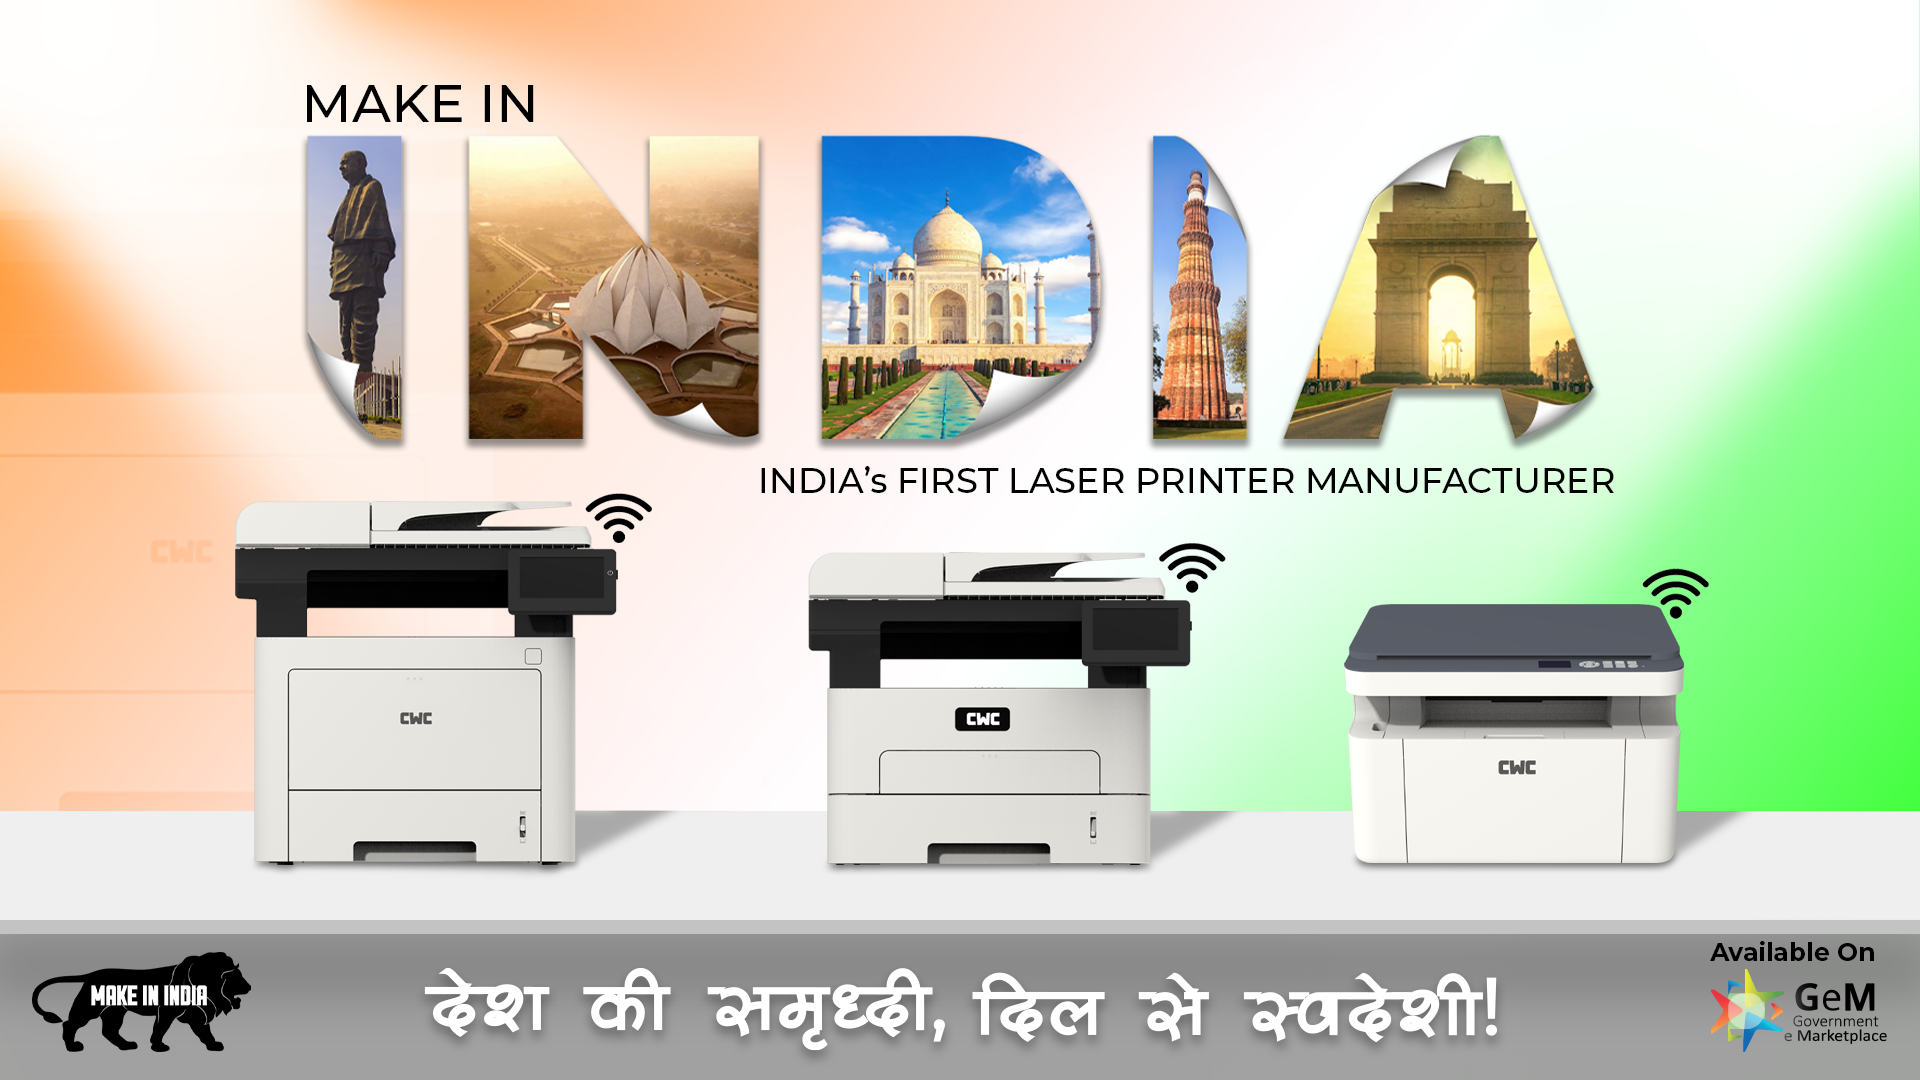 MAKE IN
INDIA
INDIA's FIRST LASER PRINTER MANUFACTURER
CWC
CWC
CWC
CWC
देश की समृध्दी, दिल से स्वदेशी!
MAKE IN INDIA
Available On
GeM
Government
e Marketplace